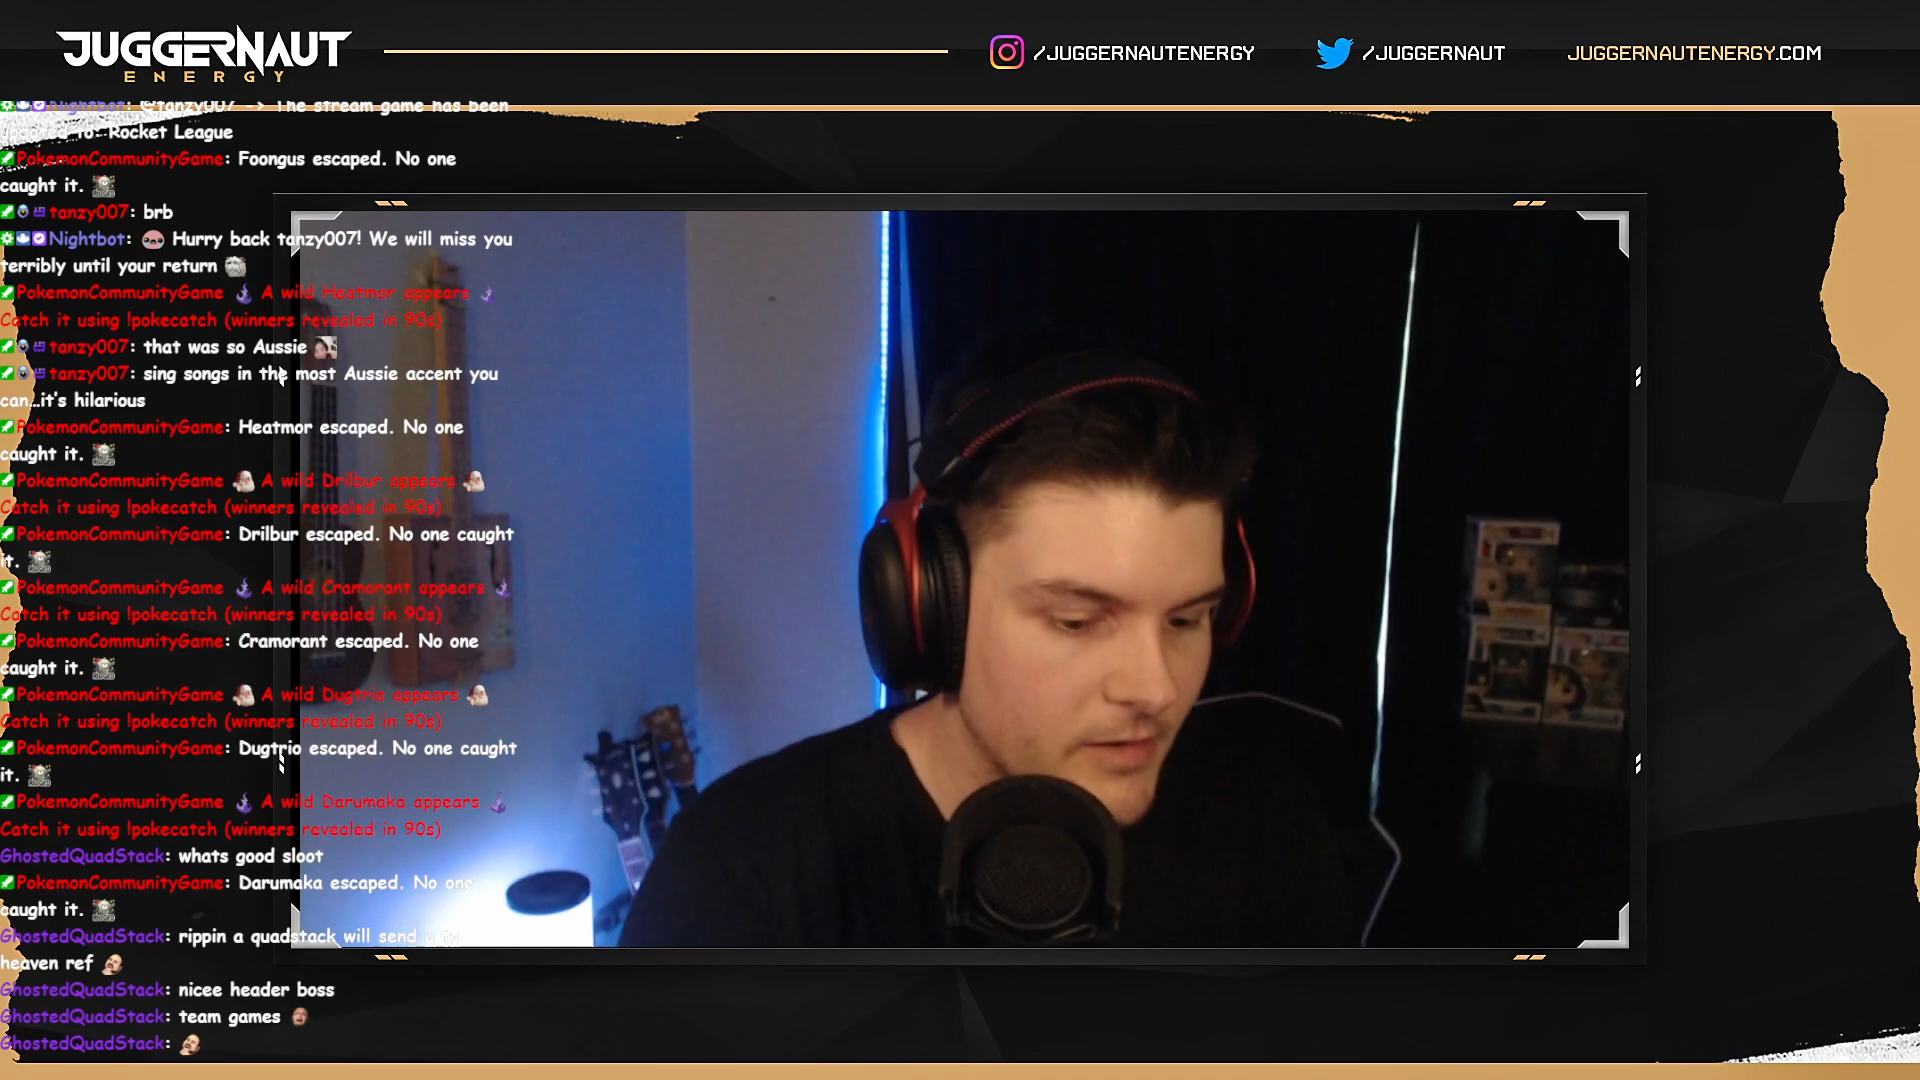 JUGGERNAUT
ENERGY
/JUGGERNAUTENERGY
/JUGGERNAUT
JUGGERNAUTENERGY.COM
Nightbot: @tanzy007 -> The stream game has been
updated to: Rocket League
PokemonCommunityGame: Foongus escaped. No one
caught it.
tanzy007: brb
Nightbot: Hurry back tanzy007! We will miss you
terribly until your return
PokemonCommunityGame A wild Heatmor appears
Catch it using !pokecatch (winners revealed in 90s)
tanzy007: that was so Aussie
tanzy007: sing songs in the most Aussie accent you
can...it's hilarious
PokemonCommunityGame: Heatmor escaped. No one
caught it.
PokemonCommunityGame A wild Drilbur appears
Catch it using !pokecatch (winners revealed in 90s)
PokemonCommunityGame: Drilbur escaped. No one caught
it.
PokemonCommunityGame A wild Cramorant appears
Catch it using !pokecatch (winners revealed in 90s)
PokemonCommunityGame: Cramorant escaped. No one
caught it.
PokemonCommunityGame A wild Dugtrio appears
Catch it using !pokecatch (winners revealed in 90s)
PokemonCommunityGame: Dugtrio escaped. No one caught
it.
PokemonCommunityGame A wild Darumaka appears
Catch it using !pokecatch (winners revealed in 90s)
GhostedQuadStack: whats good sloot
PokemonCommunityGame: Darumaka escaped. No one
caught it.
GhostedQuadStack: rippin a quadstack will send u to
heaven ref
GhostedQuadStack: nicee header boss
GhostedQuadStack: team games
GhostedQuadStack: